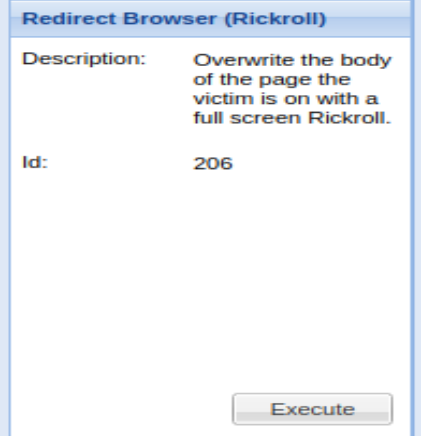 Redirect Browser (Rickroll)
Description:
Overwrite the body
of the page the
victim is on with a
full screen Rickroll.
Id:
206
Execute